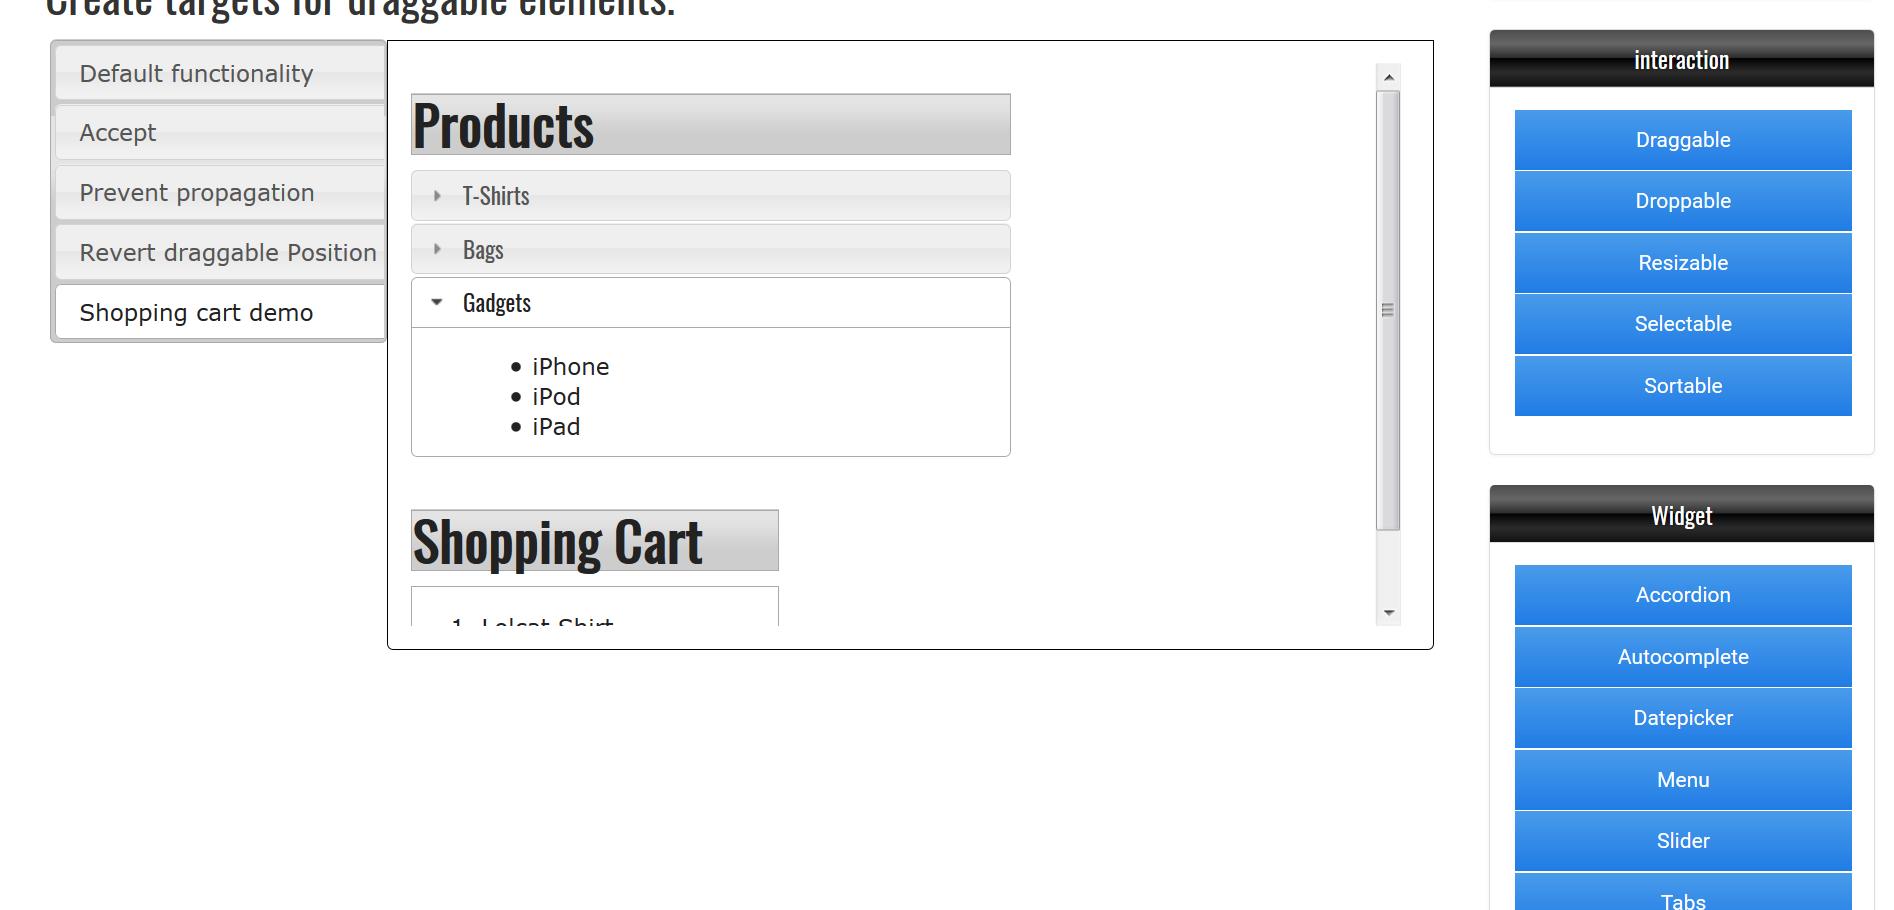 Create targets for draggable elements.
Default functionality
Accept
Prevent propagation
Revert draggable Position
Shopping cart demo
Products
T-Shirts
Bags
Gadgets
iPhone
iPod
iPad
Shopping Cart
1. Lolcat Shirt
interaction
Draggable
Droppable
Resizable
Selectable
Sortable
Widget
Accordion
Autocomplete
Datepicker
Menu
Slider
Tabs